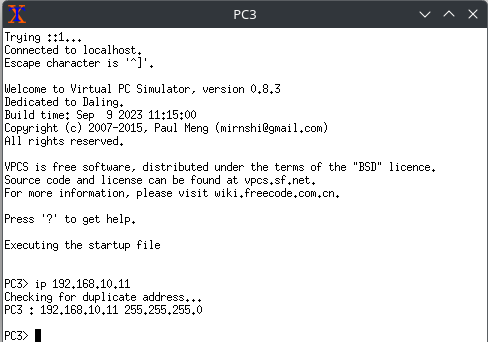 PC3
Trying ::1...
Connected to localhost.
Escape character is '^]'.
Welcome to Virtual PC Simulator, version 0.8.3
Dedicated to Daling.
Build time: Sep  9 2023 11:15:00
Copyright (c) 2007-2015, Paul Meng (mirnshi@gmail.com)
All rights reserved.
VPCS is free software, distributed under the terms of the "BSD" licence.
Source code and license can be found at vpcs.sf.net.
For more information, please visit wiki.freecode.com.cn.
Press '?' to get help.
Executing the startup file
PC3> ip 192.168.10.11
Checking for duplicate address...
PC3 : 192.168.10.11 255.255.255.0
PC3>